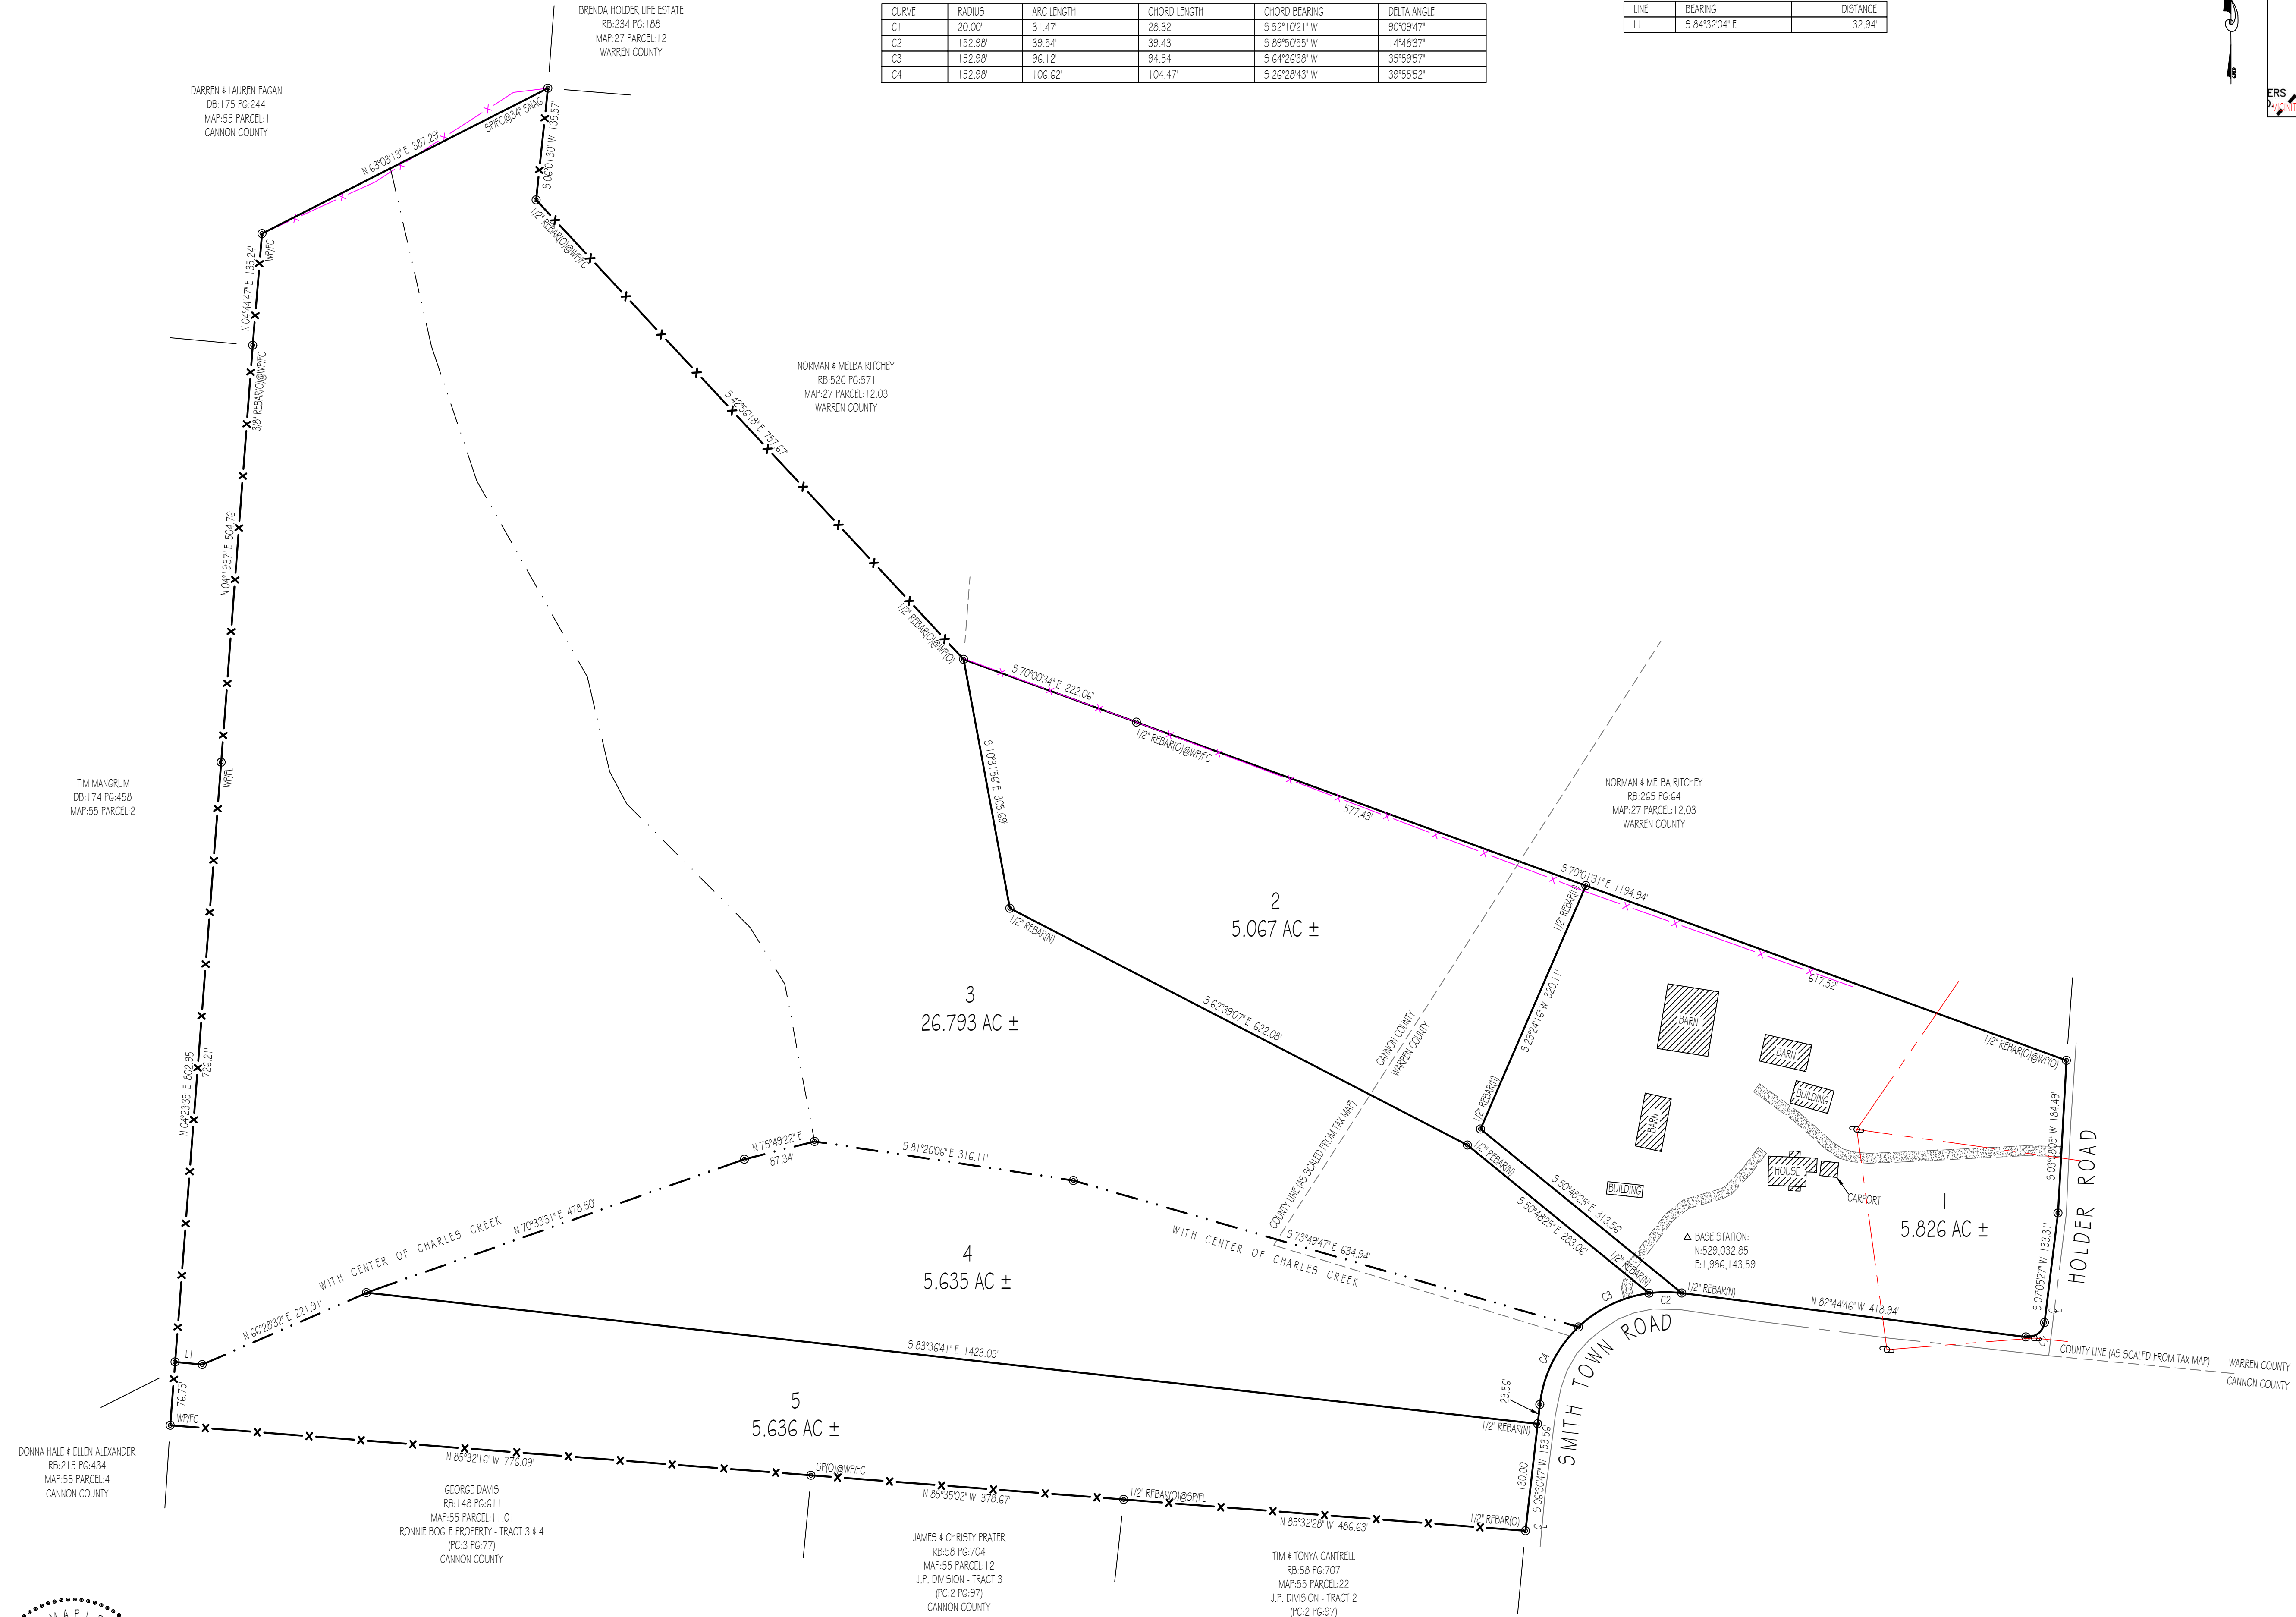 BRENDA HOLDER LIFE ESTATE
RB:234 PG:188
MAP:27 PARCEL:12
WARREN COUNTY
CURVE RADIUS ARC LENGTH CHORD LENGTH CHORD BEARING DELTA ANGLE
C1 20.00' 31.47' 28.32' S 52°10'21" W 90°09'47"
C2 152.98' 39.54' 39.43' S 89°50'55" W 14°48'37"
C3 152.98' 96.12' 94.54' S 64°26'38" W 35°59'57"
C4 152.98' 106.62' 104.47' S 26°28'43" W 39°55'52"
LINE BEARING DISTANCE
L1 S 84°32'04" E 32.94'
ERS
DARREN & LAUREN FAGAN
DB:175 PG:244
MAP:55 PARCEL:1
CANNON COUNTY
N 63°03'13" E 387.29'
SP/FC@34" SNAG
S 06°01'30" W 135.57'
1/2" REBAR(O)@WP/FC
WP/FC
N 04°44'47" E 135.24'
3/8" REBAR(O)@WP/FC
NORMAN & MELBA RITCHEY
RB:526 PG:571
MAP:27 PARCEL:12.03
WARREN COUNTY
S 42°56'18" E 757.67'
N 04°19'37" E 504.76'
1/2" REBAR(O)@WP(O)
S 70°00'34" E 222.06'
1/2" REBAR(O)@WP/FC
577.43'
S 10°31'56" E 305.69'
TIM MANGRUM
DB:174 PG:458
MAP:55 PARCEL:2
WP/FL
NORMAN & MELBA RITCHEY
RB:265 PG:64
MAP:27 PARCEL:12.03
WARREN COUNTY
S 70°01'31" E 1194.94'
1/2" REBAR(N)
617.52'
2
5.067 AC ±
1/2" REBAR(N)
3
26.793 AC ±
S 62°39'07" E 622.08'
CANNON COUNTY
WARREN COUNTY
COUNTY LINE (AS SCALED FROM TAX MAP)
S 23°24'16" W 320.11'
1/2" REBAR(N)
BARN
BARN
BUILDING
BARN
HOUSE
CARPORT
BUILDING
1/2" REBAR(O)@WP(O)
S 03°08'05" W 184.49'
HOLDER ROAD
1
5.826 AC ±
BASE STATION:
N:529,032.85
E:1,986,143.59
S 07°05'27" W 133.31'
N 04°23'35" E 802.95'
726.21'
N 75°49'22" E
87.34'
S 81°26'06" E 316.11'
1/2" REBAR(N)
S 50°48'25" E 313.56'
S 50°48'25" E 283.06'
1/2" REBAR(N)
1/2" REBAR(N)
N 82°44'46" W 418.94'
WITH CENTER OF CHARLES CREEK
N 70°33'31" E 478.50'
N 66°28'32" E 221.91'
4
5.635 AC ±
WITH CENTER OF CHARLES CREEK
S 73°49'47" E 634.94'
C3
C2
C4
SMITH TOWN ROAD
COUNTY LINE (AS SCALED FROM TAX MAP)
WARREN COUNTY
CANNON COUNTY
L1
S 83°36'41" E 1423.05'
23.56'
76.75'
WP/FC
5
5.636 AC ±
1/2" REBAR(N)
S 06°30'47" W 153.56'
130.00'
N 85°32'16" W 776.09'
SP(O)@WP/FC
N 85°35'02" W 378.67'
1/2" REBAR(O)@SP/FL
N 85°32'28" W 486.63'
1/2" REBAR(O)
DONNA HALE & ELLEN ALEXANDER
RB:215 PG:434
MAP:55 PARCEL:4
CANNON COUNTY
GEORGE DAVIS
RB:148 PG:611
MAP:55 PARCEL:11.01
RONNIE BOGLE PROPERTY - TRACT 3 & 4
(PC:3 PG:77)
CANNON COUNTY
JAMES & CHRISTY PRATER
RB:58 PG:704
MAP:55 PARCEL:12
J.P. DIVISION - TRACT 3
(PC:2 PG:97)
CANNON COUNTY
TIM & TONYA CANTRELL
RB:58 PG:707
MAP:55 PARCEL:22
J.P. DIVISION - TRACT 2
(PC:2 PG:97)